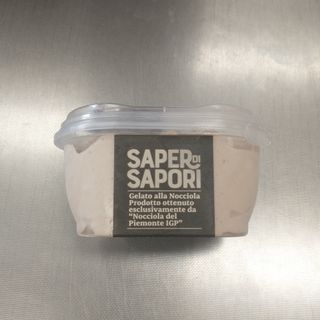 SAPER DI
SAPORI
Gelato alla Nocciola
Prodotto ottenuto
esclusivamente da
"Nocciola del
Piemonte IGP"